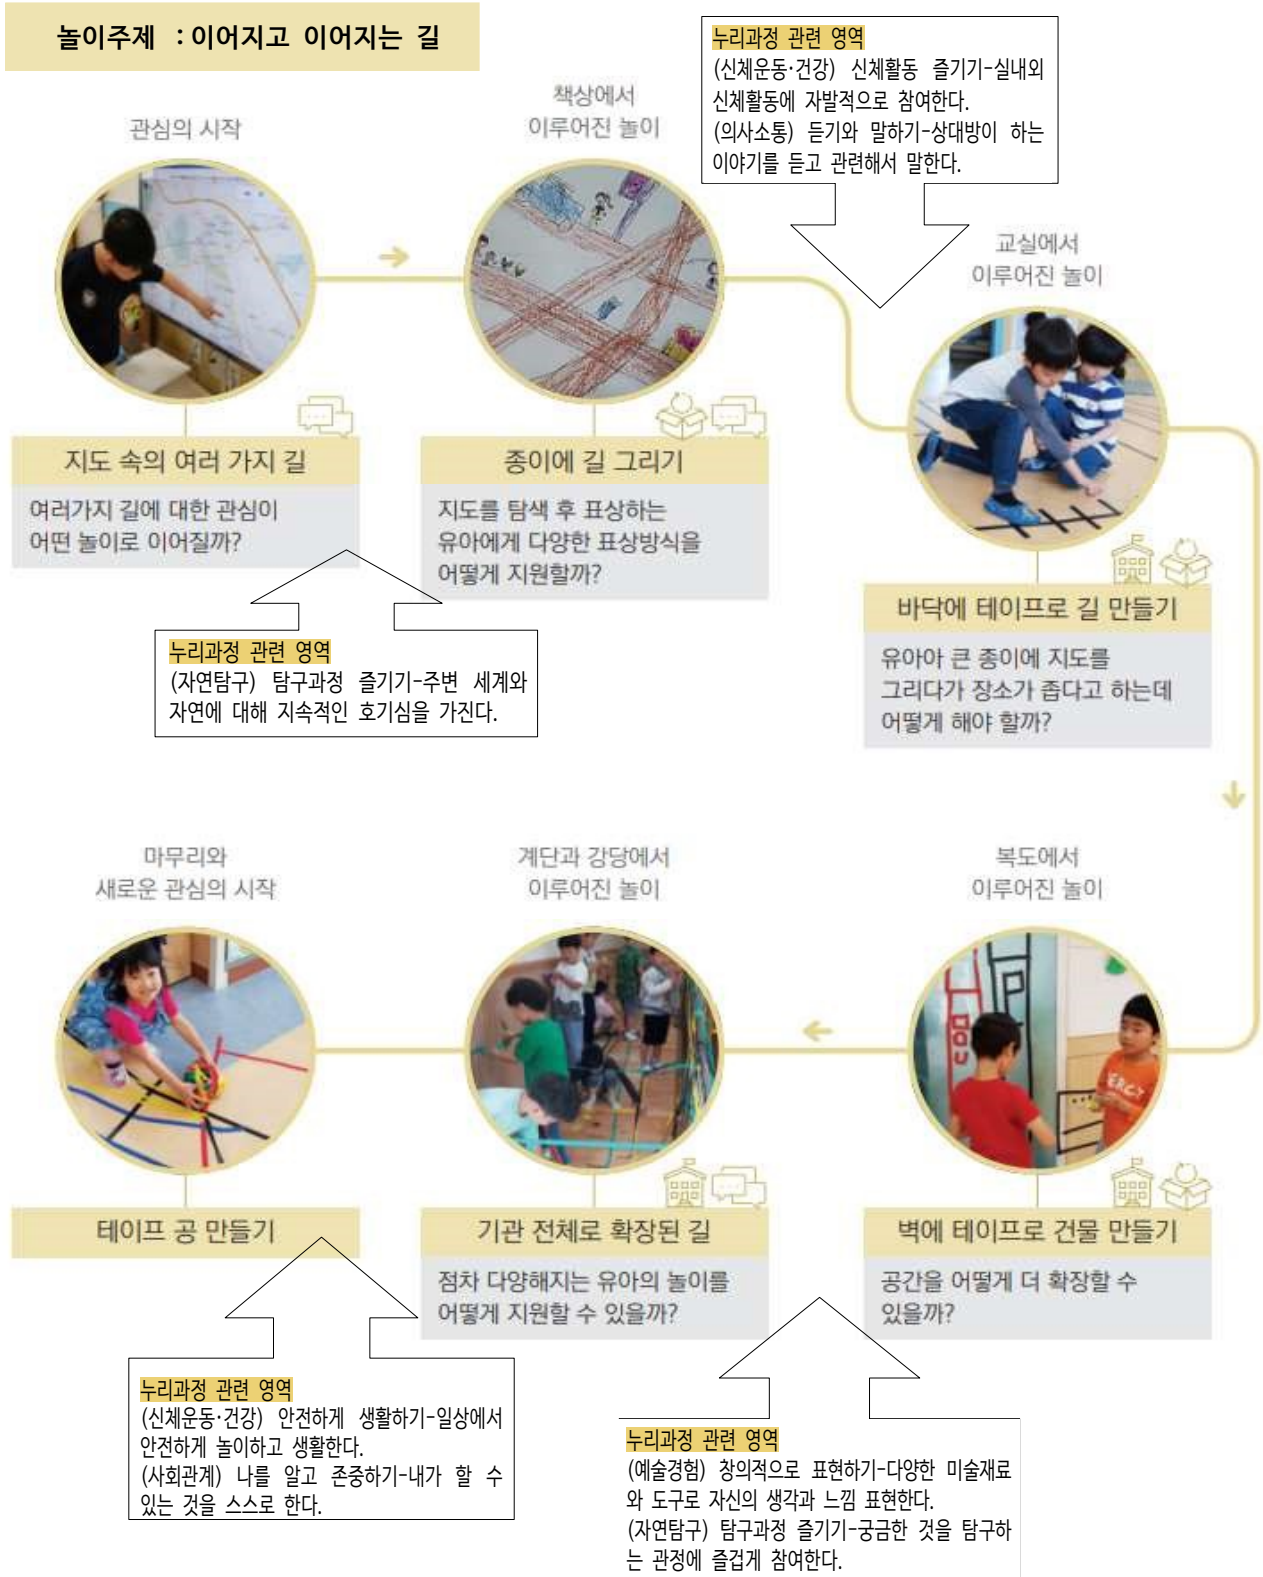 놀이주제 : 이어지고 이어지는 길
관심의 시작
지도 속의 여러 가지 길
여러가지 길에 대한 관심이
어떤 놀이로 이어질까?
누리과정 관련 영역
(자연탐구) 탐구과정 즐기기-주변 세계와
자연에 대해 지속적인 호기심을 가진다.
책상에서
이루어진 놀이
종이에 길 그리기
지도를 탐색 후 표상하는
유아에게 다양한 표상방식을
어떻게 지원할까?
누리과정 관련 영역
(신체운동·건강) 신체활동 즐기기-실내외
신체활동에 자발적으로 참여한다.
(의사소통) 듣기와 말하기-상대방이 하는
이야기를 듣고 관련해서 말한다.
교실에서
이루어진 놀이
바닥에 테이프로 길 만들기
유아아 큰 종이에 지도를
그리다가 장소가 좁다고 하는데
어떻게 해야 할까?
복도에서
이루어진 놀이
벽에 테이프로 건물 만들기
공간을 어떻게 더 확장할 수
있을까?
누리과정 관련 영역
(예술경험) 창의적으로 표현하기-다양한 미술재료
와 도구로 자신의 생각과 느낌 표현한다.
(자연탐구) 탐구과정 즐기기-궁금한 것을 탐구하
는 관정에 즐겁게 참여한다.
계단과 강당에서
이루어진 놀이
기관 전체로 확장된 길
점차 다양해지는 유아의 놀이를
어떻게 지원할 수 있을까?
마무리와
새로운 관심의 시작
테이프 공 만들기
누리과정 관련 영역
(신체운동·건강) 안전하게 생활하기-일상에서
안전하게 놀이하고 생활한다.
(사회관계) 나를 알고 존중하기-내가 할 수
있는 것을 스스로 한다.